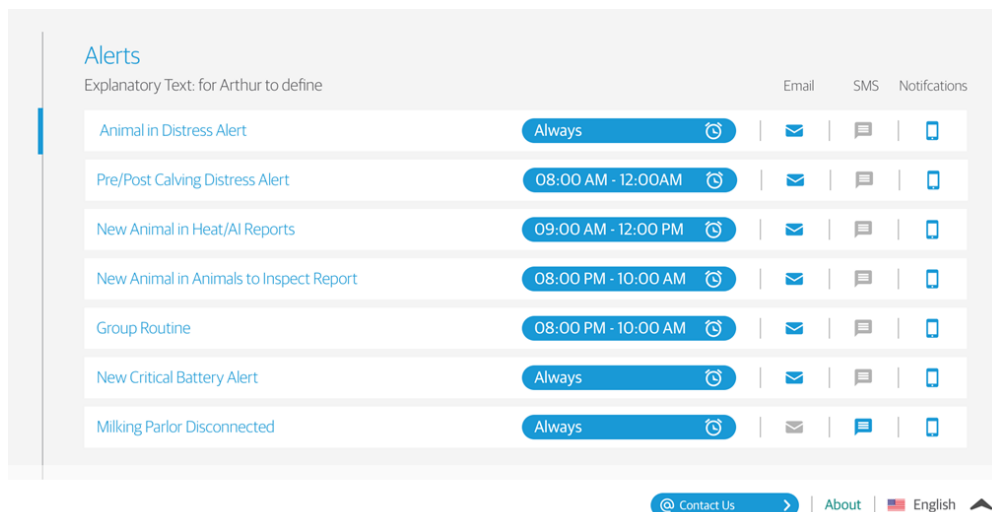 Alerts
Explanatory Text: for Arthur to define
Email SMS Notifcations
Animal in Distress Alert Always
Pre/Post Calving Distress Alert 08:00 AM - 12:00AM
New Animal in Heat/AI Reports 09:00 AM - 12:00 PM
New Animal in Animals to Inspect Report 08:00 PM - 10:00 AM
Group Routine 08:00 PM - 10:00 AM
New Critical Battery Alert Always
Milking Parlor Disconnected Always
@ Contact Us About English